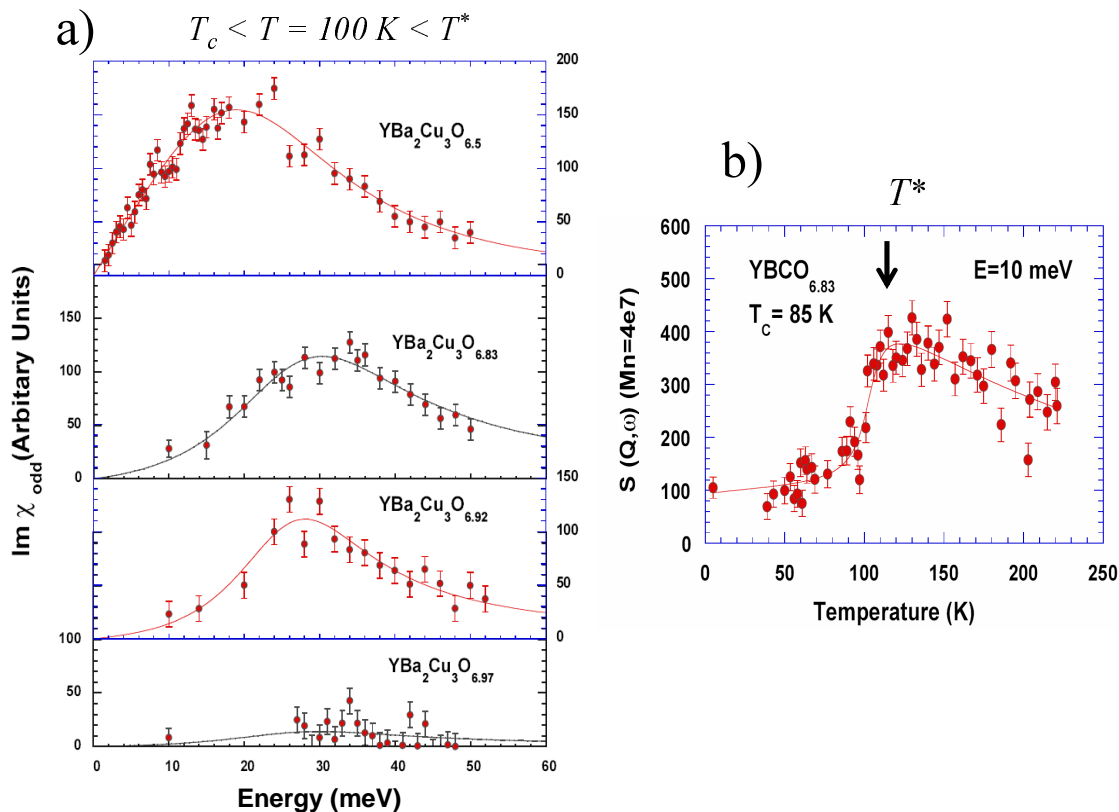 a) T_c < T = 100 K < T*
200
150
100
50
0
YBa₂Cu₃O₆.₅
150
100
50
0
YBa₂Cu₃O₆.₈₃
150
100
50
0
YBa₂Cu₃O₆.₉₂
100
50
0
YBa₂Cu₃O₆.₉₇
0 10 20 30 40 50 60
Energy (meV)
Im χ odd(Arbitary Units)
b)
T*
600
500
400
300
200
100
0
YBCO₆.₈₃ E=10 meV
T_C= 85 K
0 50 100 150 200 250
Temperature (K)
S (Q,ω) (Mn=4e7)